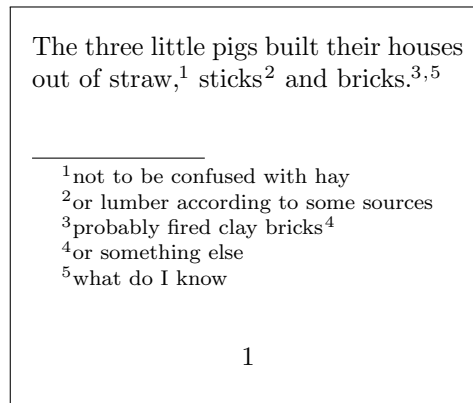 The three little pigs built their houses
out of straw,¹ sticks² and bricks.³,⁵
¹not to be confused with hay
²or lumber according to some sources
³probably fired clay bricks⁴
⁴or something else
⁵what do I know
1